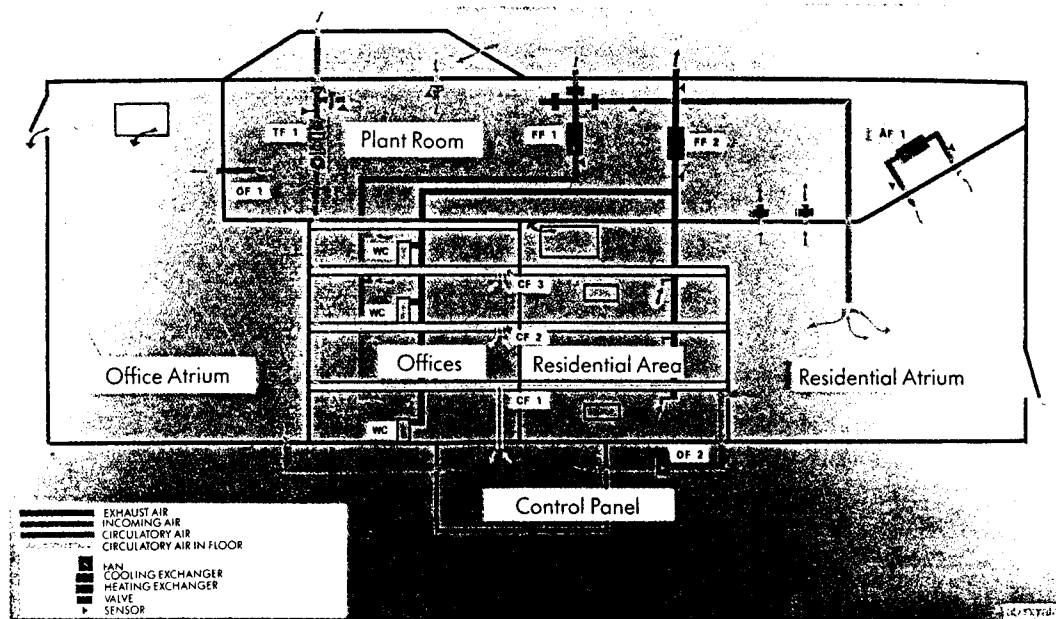 TF 1
Plant Room
FF 1
FF 2
AF 1
OF 1
WC
CF 3
WC
CF 2
Office Atrium
Offices
Residential Area
Residential Atrium
CF 1
WC
OF 2
Control Panel
EXHAUST AIR
INCOMING AIR
CIRCULATORY AIR
CIRCULATORY AIR IN FLOOR
FAN
COOLING EXCHANGER
HEATING EXCHANGER
VALVE
SENSOR